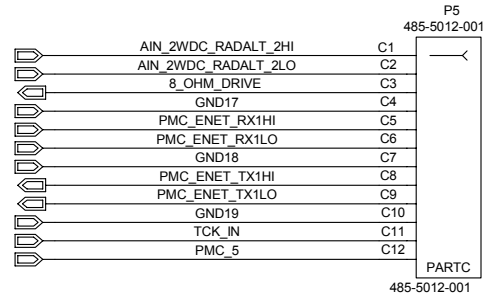 P5
485-5012-001
AIN_2WDC_RADALT_2HI C1
AIN_2WDC_RADALT_2LO C2
8_OHM_DRIVE C3
GND17 C4
PMC_ENET_RX1HI C5
PMC_ENET_RX1LO C6
GND18 C7
PMC_ENET_TX1HI C8
PMC_ENET_TX1LO C9
GND19 C10
TCK_IN C11
PMC_5 C12
PARTC
485-5012-001